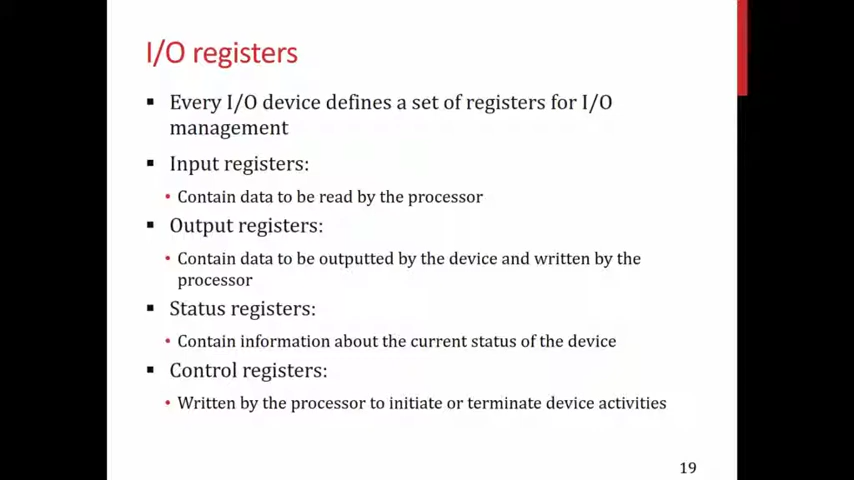 I/O registers
▪ Every I/O device defines a set of registers for I/O
management
▪ Input registers:
• Contain data to be read by the processor
▪ Output registers:
• Contain data to be outputted by the device and written by the
processor
▪ Status registers:
• Contain information about the current status of the device
▪ Control registers:
• Written by the processor to initiate or terminate device activities
19